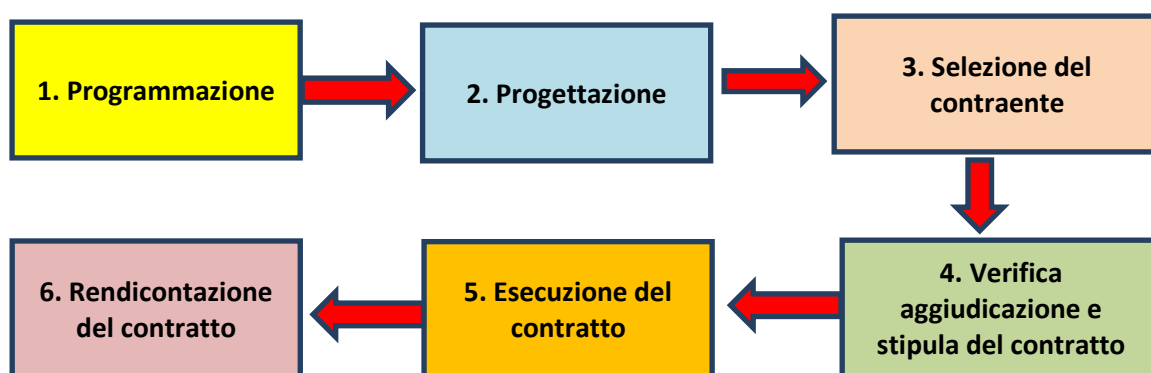 1. Programmazione
2. Progettazione
3. Selezione del
contraente
4. Verifica
aggiudicazione e
stipula del contratto
5. Esecuzione del
contratto
6. Rendicontazione
del contratto